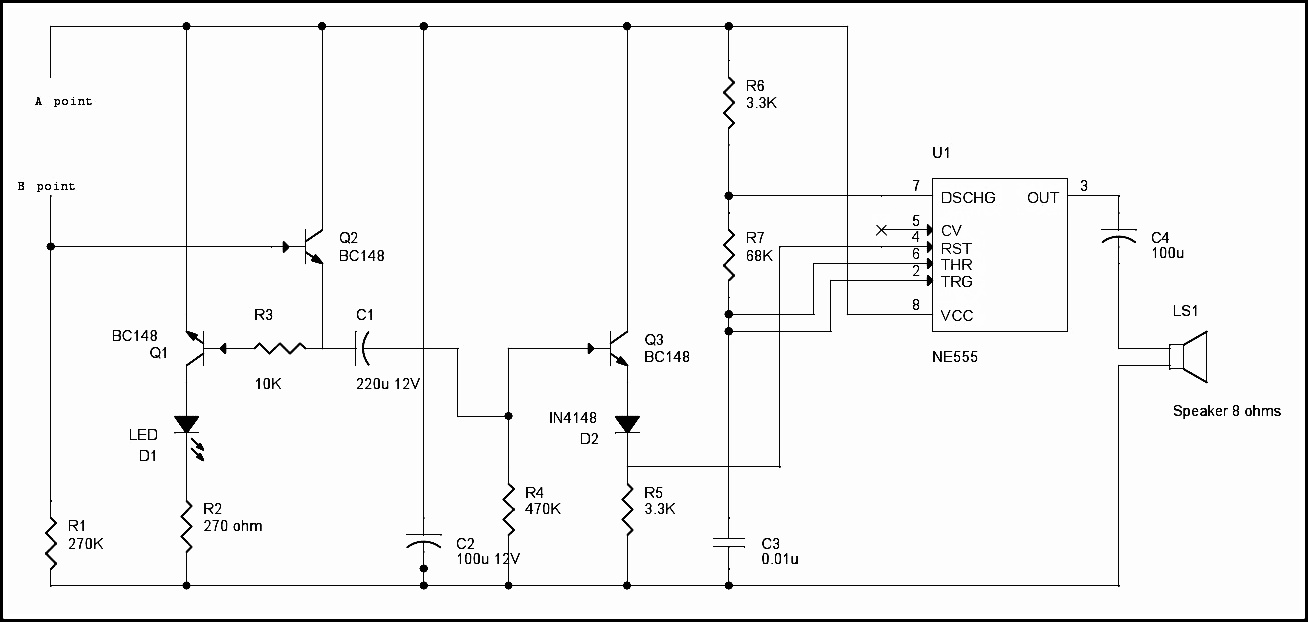 A point
B point
R1
270K
BC148
Q1
LED
D1
R2
270 ohm
R3
10K
Q2
BC148
C1
220u 12V
C2
100u 12V
R4
470K
Q3
BC148
IN4148
D2
R5
3.3K
R6
3.3K
R7
68K
C3
0.01u
U1
7
DSCHG
OUT
3
5
CV
4
RST
6
THR
2
TRG
8
VCC
NE555
C4
100u
LS1
Speaker 8 ohms